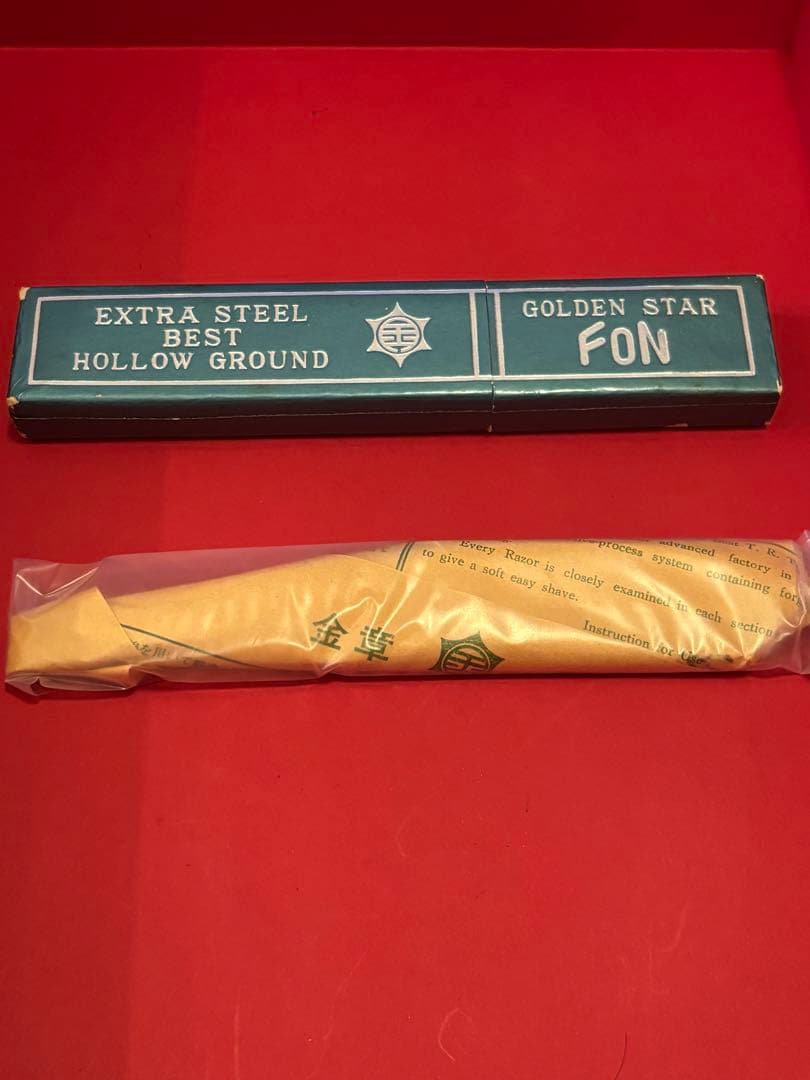 EXTRA STEEL
BEST
HOLLOW GROUND
GOLDEN STAR
FON
T. R. T
advanced factory in
process system containing for
Every Razor is closely examined in each section
to give a soft easy shave.
Instruction for Use
金